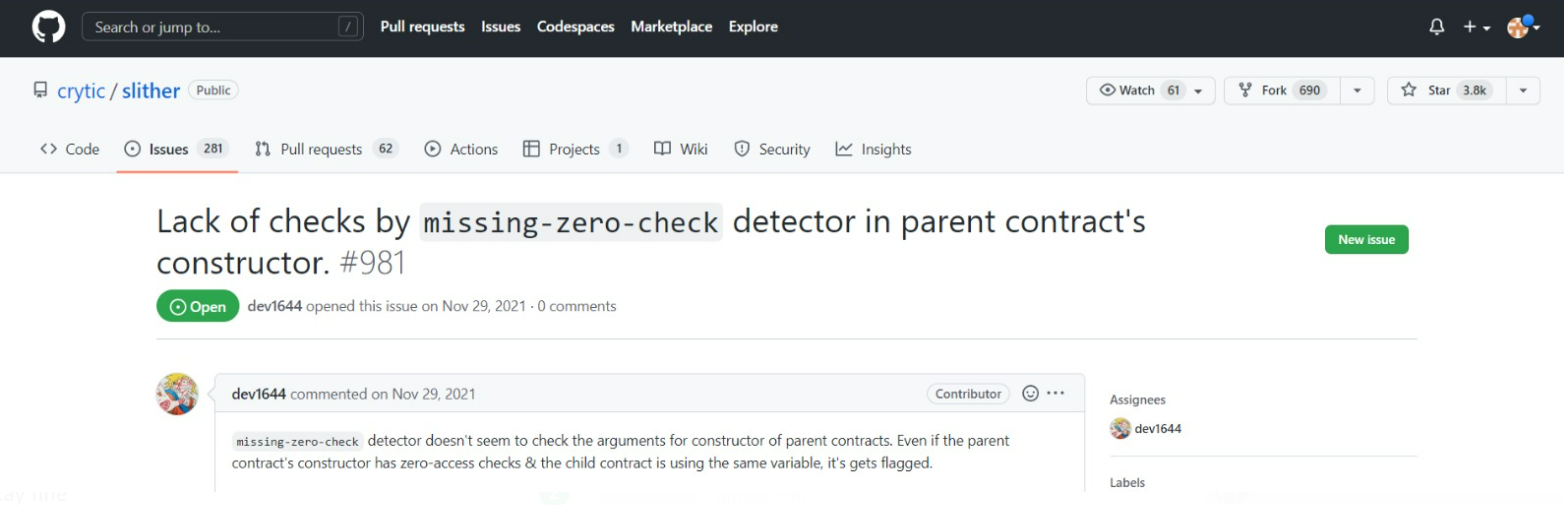 Search or jump to... /
Pull requests Issues Codespaces Marketplace Explore
crytic / slither Public
Watch 61 Fork 690 Star 3.8k
Code Issues 281 Pull requests 62 Actions Projects 1 Wiki Security Insights
Lack of checks by missing-zero-check detector in parent contract's
constructor. #981
New issue
Open dev1644 opened this issue on Nov 29, 2021 · 0 comments
dev1644 commented on Nov 29, 2021 Contributor
missing-zero-check detector doesn't seem to check the arguments for constructor of parent contracts. Even if the parent
contract's constructor has zero-access checks & the child contract is using the same variable, it's gets flagged.
Assignees
dev1644
Labels